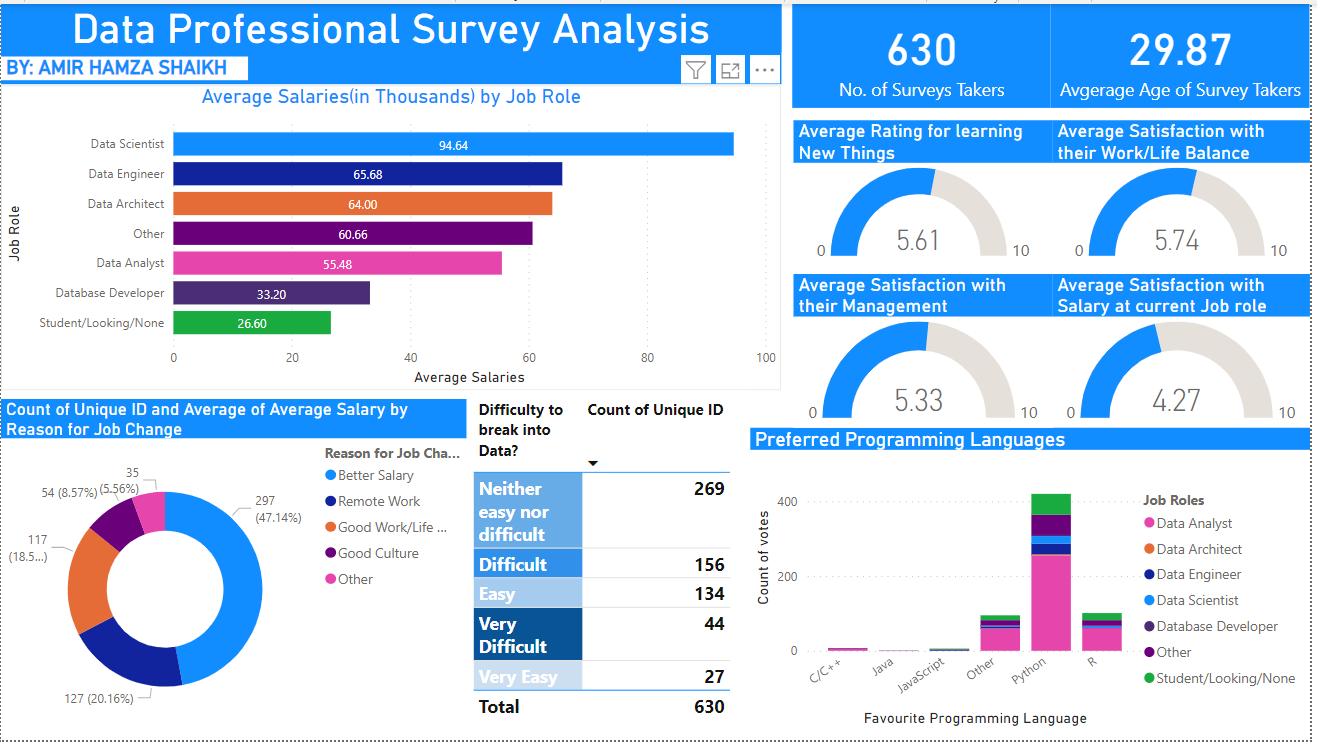 Data Professional Survey Analysis
BY: AMIR HAMZA SHAIKH
630
No. of Surveys Takers
29.87
Avgerage Age of Survey Takers
Average Salaries(in Thousands) by Job Role
Job Role
Data Scientist
94.64
Data Engineer
65.68
Data Architect
64.00
Other
60.66
Data Analyst
55.48
Database Developer
33.20
Student/Looking/None
26.60
0 20 40 60 80 100
Average Salaries
Average Rating for learning
New Things
0 5.61 10
Average Satisfaction with
their Work/Life Balance
0 5.74 10
Average Satisfaction with
their Management
0 5.33 10
Average Satisfaction with
Salary at current Job role
0 4.27 10
Count of Unique ID and Average of Average Salary by
Reason for Job Change
35
(5.56%)
54 (8.57%)
117
(18.5...)
127 (20.16%)
297
(47.14%)
Reason for Job Cha...
Better Salary
Remote Work
Good Work/Life ...
Good Culture
Other
Difficulty to
break into
Data?
Count of Unique ID
Neither
easy nor
difficult
269
Difficult 156
Easy 134
Very
Difficult
44
Very Easy 27
Total 630
Preferred Programming Languages
Count of votes
400
200
0
C/C++
Java
JavaScript
Other
Python
R
Favourite Programming Language
Job Roles
Data Analyst
Data Architect
Data Engineer
Data Scientist
Database Developer
Other
Student/Looking/None